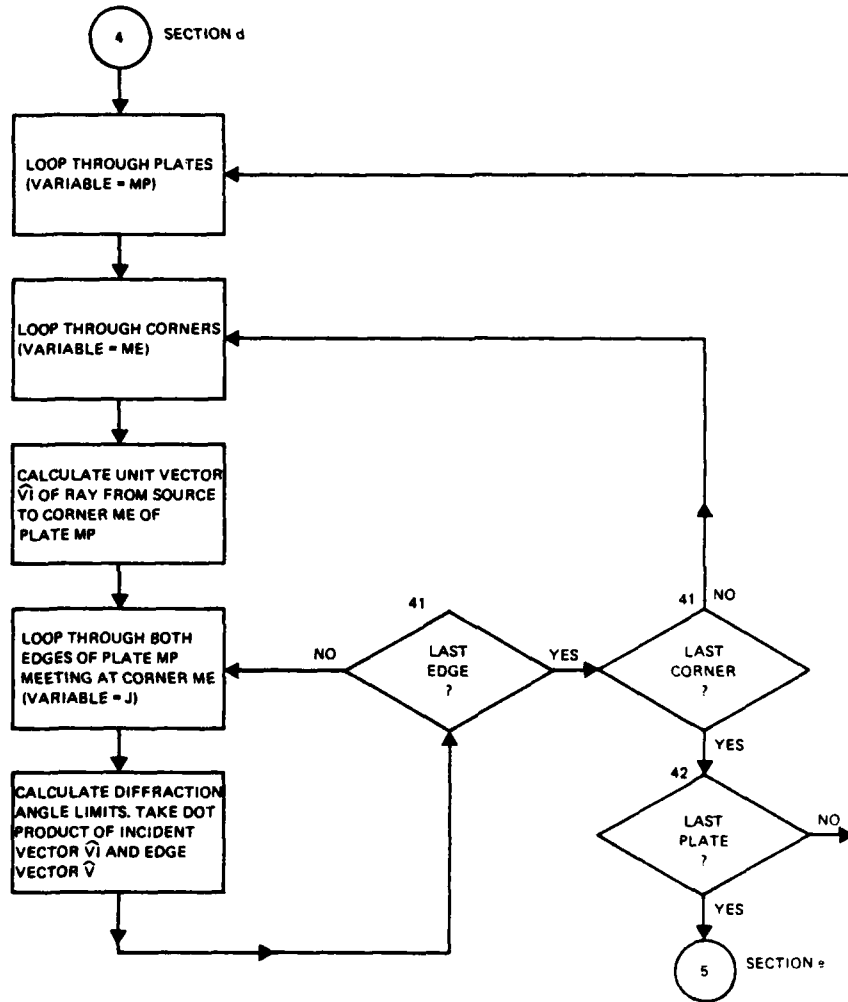 4
SECTION d
LOOP THROUGH PLATES
(VARIABLE = MP)
LOOP THROUGH CORNERS
(VARIABLE = ME)
CALCULATE UNIT VECTOR
V̂I OF RAY FROM SOURCE
TO CORNER ME OF
PLATE MP
LOOP THROUGH BOTH
EDGES OF PLATE MP
MEETING AT CORNER ME
(VARIABLE = J)
CALCULATE DIFFRACTION
ANGLE LIMITS. TAKE DOT
PRODUCT OF INCIDENT
VECTOR V̂I AND EDGE
VECTOR V̂
41
NO
LAST
EDGE
?
YES
41
NO
LAST
CORNER
?
YES
42
LAST
PLATE
?
NO
YES
5
SECTION e